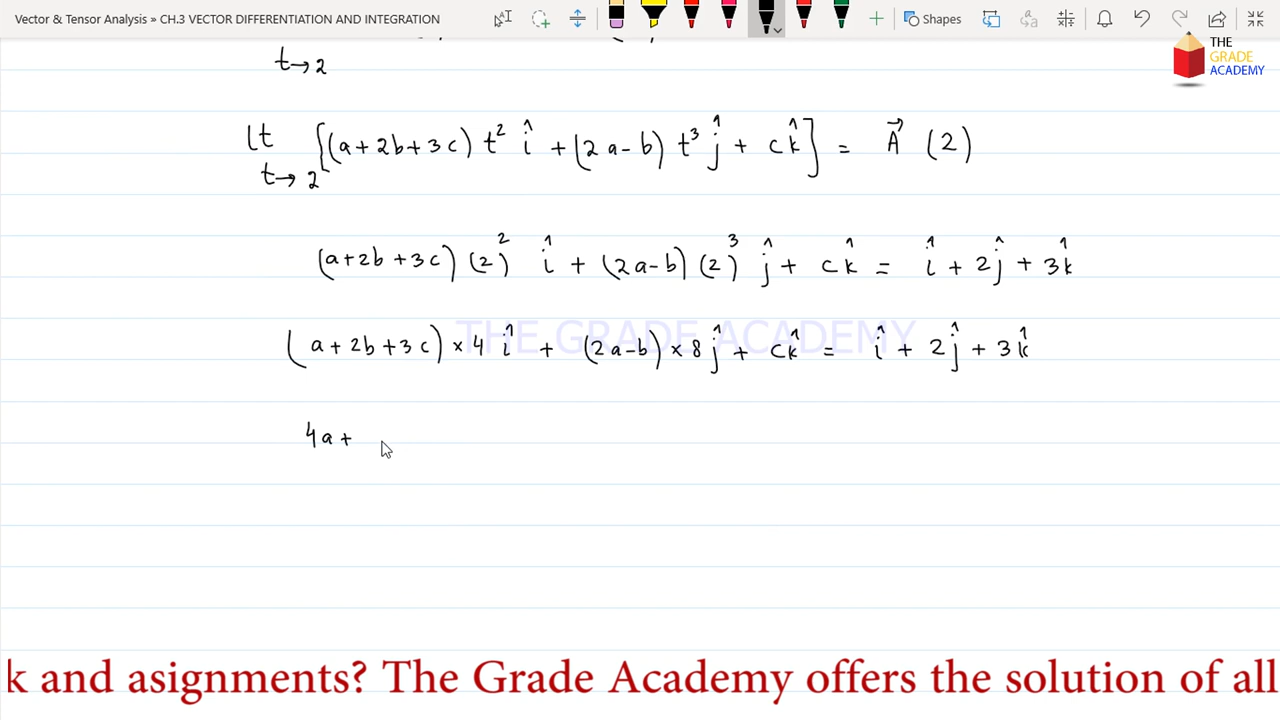 Vector & Tensor Analysis » CH.3 VECTOR DIFFERENTIATION AND INTEGRATION
Shapes
THE
GRADE
ACADEMY
t→2
lt {(a+2b+3c) t² î + (2a-b) t³ ĵ + c k̂} = A⃗ (2)
t→2
(a+2b+3c) (2)² î + (2a-b) (2)³ ĵ + c k̂ = î + 2ĵ + 3k̂
(a+2b+3c) × 4 î + (2a-b) × 8 ĵ + c k̂ = î + 2ĵ + 3k̂
THE GRADE ACADEMY
4a +
k and asignments? The Grade Academy offers the solution of all